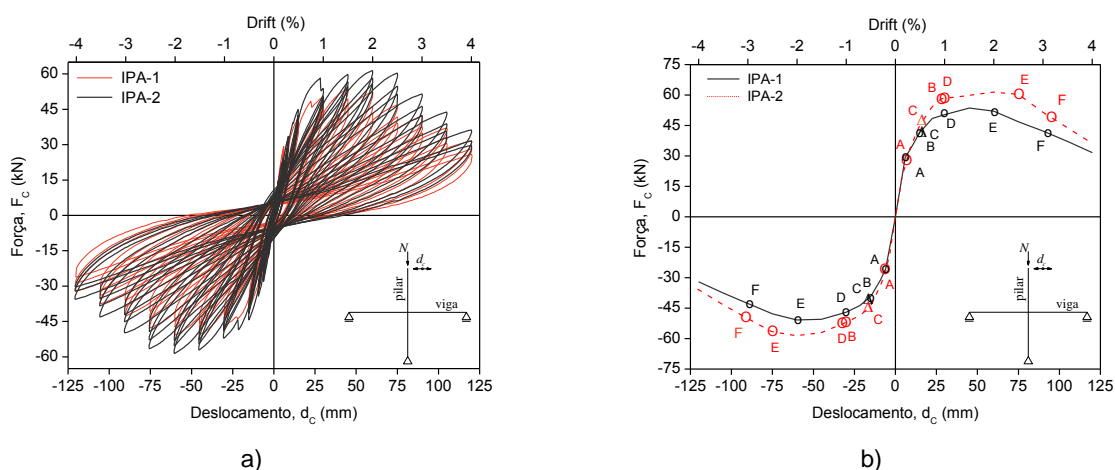 Drift (%)
-4 -3 -2 -1 0 1 2 3 4
60
45
30
15
0
-15
-30
-45
-60
Força, F_C (kN)
IPA-1
IPA-2
N
d_c
pilar
viga
-125 -100 -75 -50 -25 0 25 50 75 100 125
Deslocamento, d_C (mm)
a)
Drift (%)
-4 -3 -2 -1 0 1 2 3 4
75
60
45
30
15
0
-15
-30
-45
-60
-75
Força, F_C (kN)
IPA-1
IPA-2
B D E
C F
A C D E F
B
A
A
F E D C B A
F E D B C
N
d_c
pilar
viga
-125 -100 -75 -50 -25 0 25 50 75 100 125
Deslocamento, d_C (mm)
b)